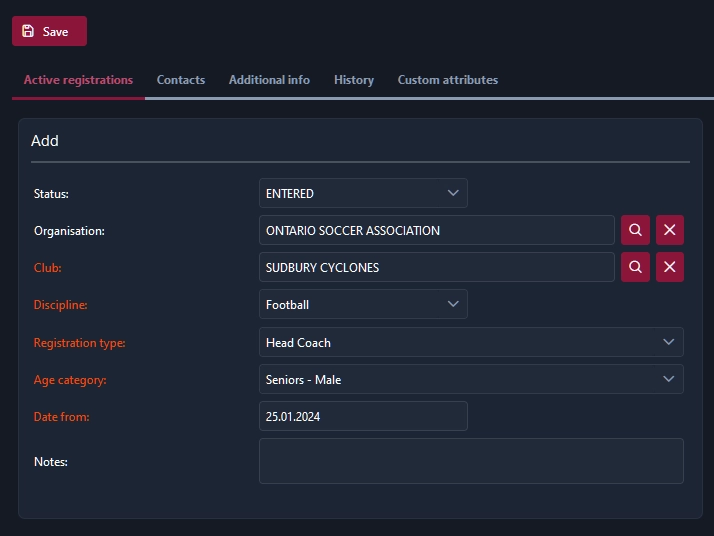 Save
Active registrations Contacts Additional info History Custom attributes
Add
Status: ENTERED
Organisation: ONTARIO SOCCER ASSOCIATION
Club: SUDBURY CYCLONES
Discipline: Football
Registration type: Head Coach
Age category: Seniors - Male
Date from: 25.01.2024
Notes: